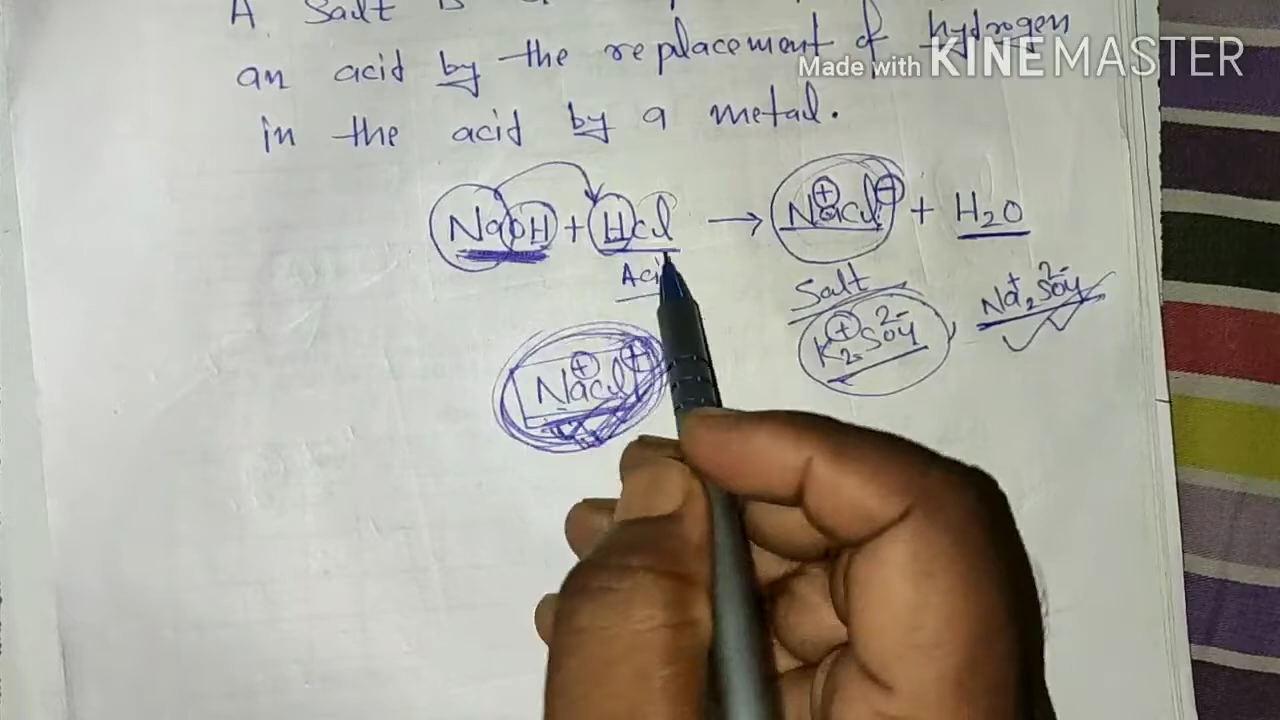 A Salt is
an acid by the replacement of hydrogen
in the acid by a metal.
Made with KINEMASTER
NaOH + Hcl → Nacl + H2O
Salt
K2SO4, Na2SO4
Nacl